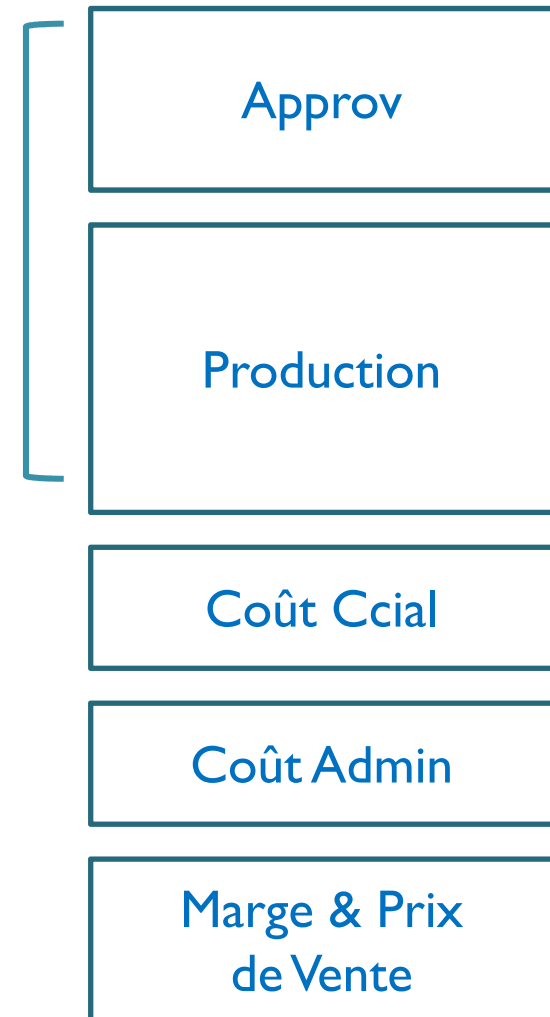 Approv
Production
Coût Ccial
Coût Admin
Marge & Prix
de Vente